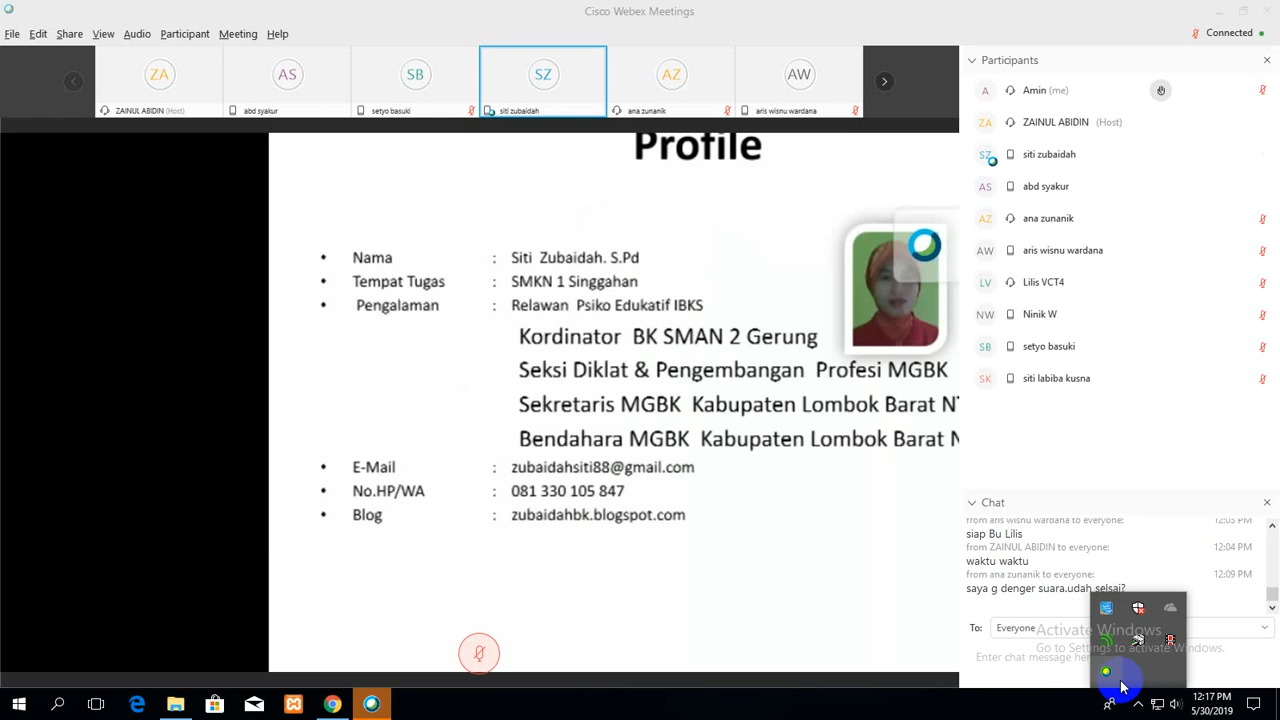 Cisco Webex Meetings
File Edit View Audio Participant Meeting Help
Connected
ZA AS SB SZ AZ AW
ZAINUL ABIDIN (Host) abd syakur setyo basuki siti zubaidah ana zunanik aris wisnu wardana
Profile
• Nama : Siti Zubaidah. S.Pd
• Tempat Tugas : SMKN 1 Singgahan
• Pengalaman : Relawan Psiko Edukatif IBKS
Kordinator BK SMAN 2 Gerung
Seksi Diklat & Pengembangan Profesi MGBK
Sekretaris MGBK Kabupaten Lombok Barat
Bendahara MGBK Kabupaten Lombok Barat
• E-Mail : zubaidahsiti88@gmail.com
• No.HP/WA : 081 330 105 847
• Blog : zubaidahbk.blogspot.com
Participants
A Amin (me)
ZA ZAINUL ABIDIN (Host)
SZ siti zubaidah
AS abd syakur
AZ ana zunanik
AW aris wisnu wardana
LV Lilis VCT4
NW Ninik W
SB setyo basuki
SK siti labiba kusna
Chat
from aris wisnu wardana to everyone: 12:03 PM
siap Bu Lilis
from ZAINUL ABIDIN to everyone: 12:04 PM
waktu waktu
from ana zunanik to everyone: 12:09 PM
saya g denger suara.udah selsai?
To: Everyone
Activate Windows
Go to Settings to activate Windows.
Enter chat message
12:17 PM
5/30/2019